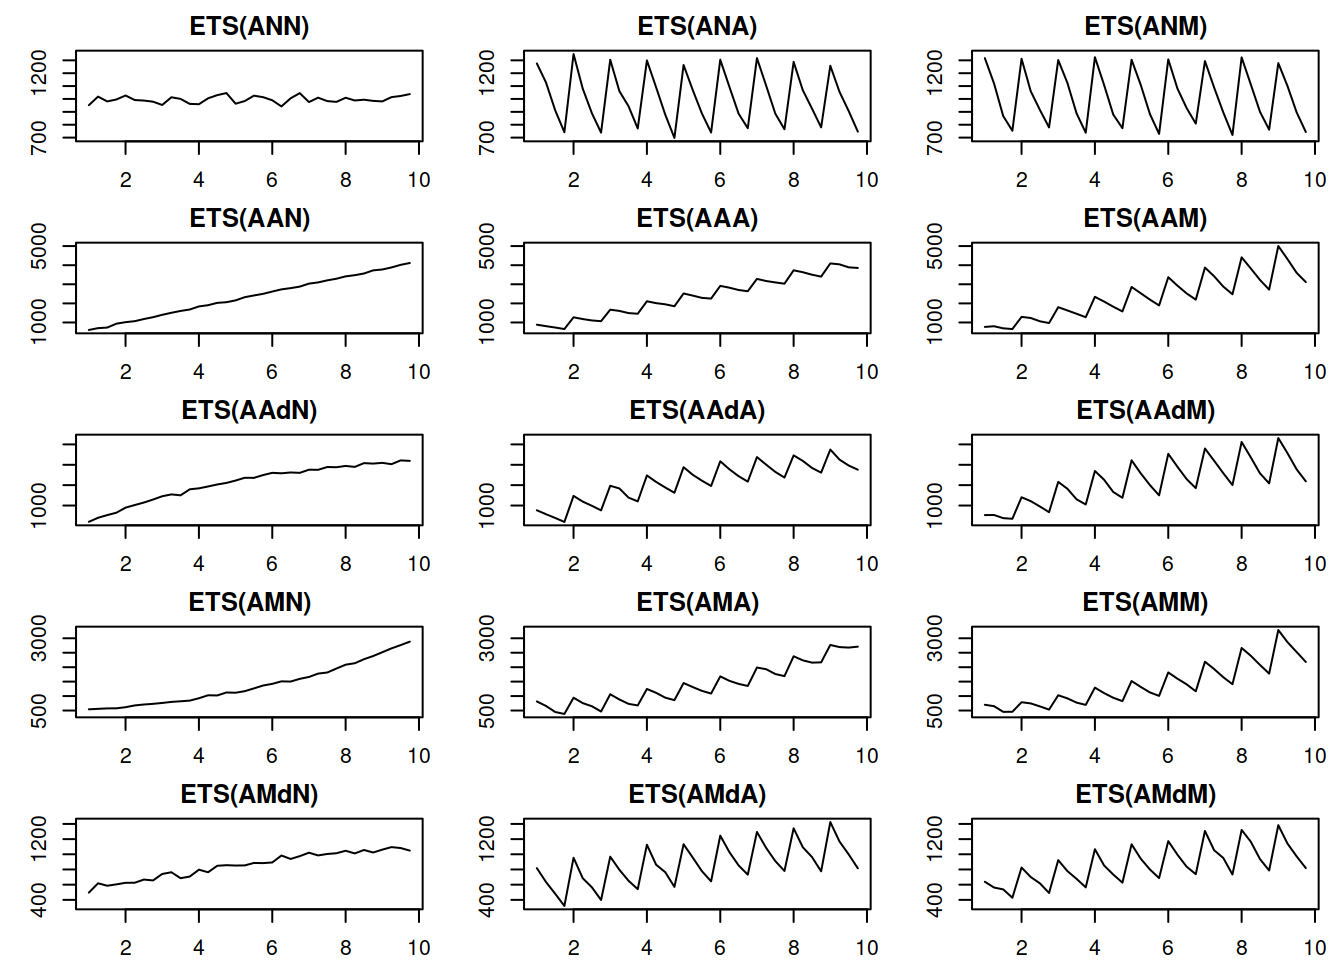 ETS(ANN) ETS(ANA) ETS(ANM)
1200 1200 1200
700 700 700
2 4 6 8 10 2 4 6 8 10 2 4 6 8 10
ETS(AAN) ETS(AAA) ETS(AAM)
5000 5000 5000
1000 1000 1000
2 4 6 8 10 2 4 6 8 10 2 4 6 8 10
ETS(AAdN) ETS(AAdA) ETS(AAdM)
1000 1000 1000
2 4 6 8 10 2 4 6 8 10 2 4 6 8 10
ETS(AMN) ETS(AMA) ETS(AMM)
3000 3000 3000
500 500 500
2 4 6 8 10 2 4 6 8 10 2 4 6 8 10
ETS(AMdN) ETS(AMdA) ETS(AMdM)
1200 1200 1200
400 400 400
2 4 6 8 10 2 4 6 8 10 2 4 6 8 10